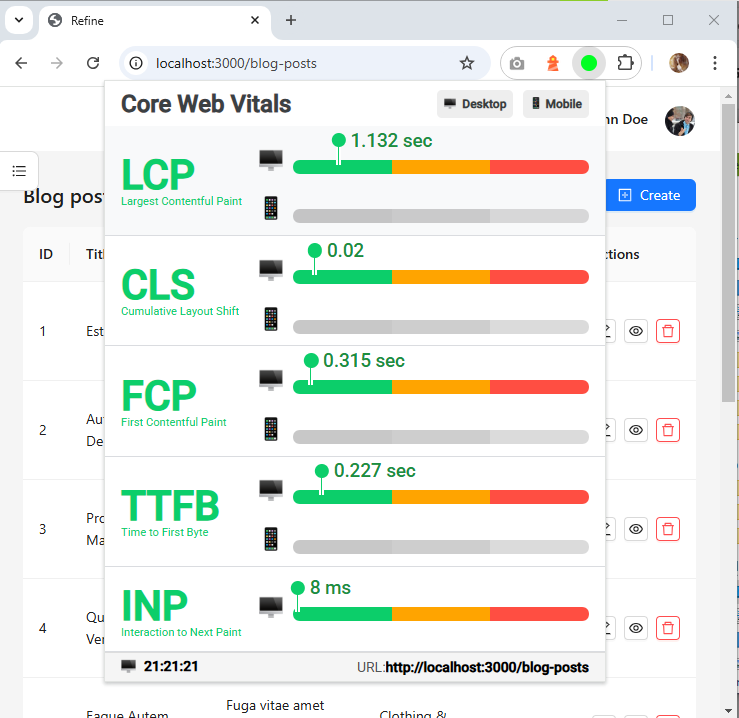 Refine
localhost:3000/blog-posts
Core Web Vitals
Desktop
Mobile
nn Doe
LCP
Largest Contentful Paint
1.132 sec
Blog pos
Create
ID
Titl
ctions
CLS
Cumulative Layout Shift
0.02
1
Est
FCP
First Contentful Paint
0.315 sec
2
Au
De
TTFB
Time to First Byte
0.227 sec
3
Pro
Ma
INP
Interaction to Next Paint
8 ms
4
Qu
Ver
21:21:21
URL:http://localhost:3000/blog-posts
Eaque Autem
Fuga vitae amet
Clothing &